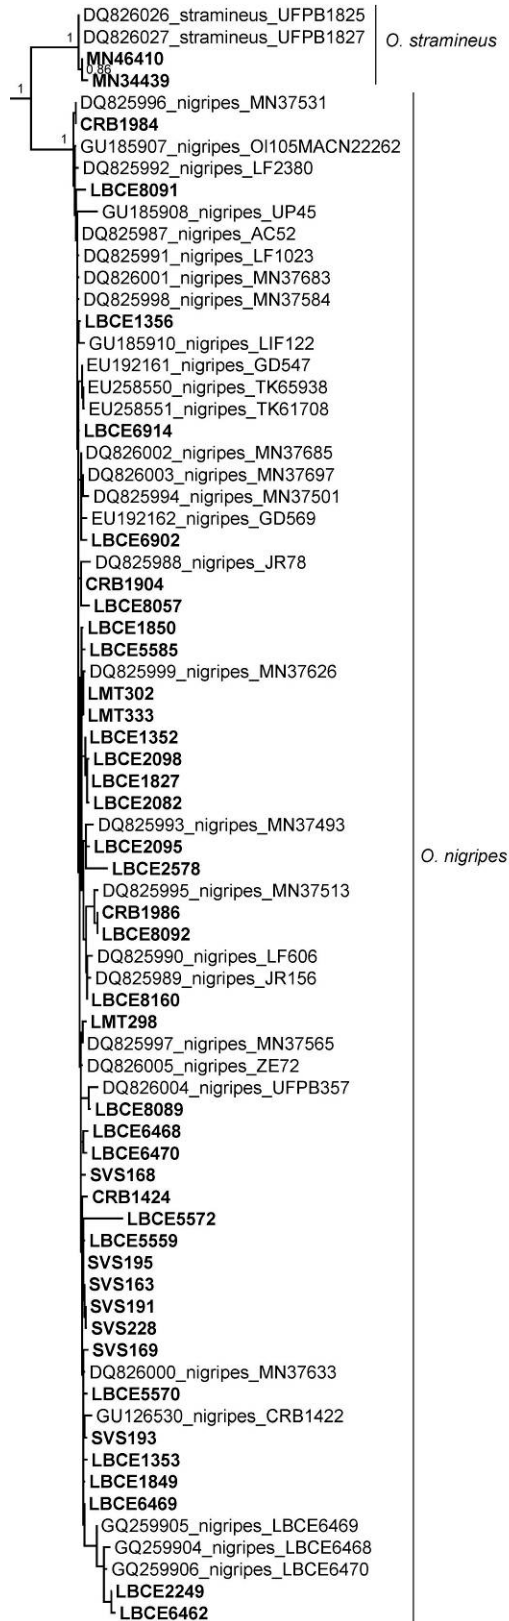 DQ826026_stramineus_UFPB1825
1
DQ826027_stramineus_UFPB1827
O. stramineus
MN46410
0.86
MN34439
1
DQ825996_nigripes_MN37531
CRB1984
1
GU185907_nigripes_OI105MACN22262
DQ825992_nigripes_LF2380
LBCE8091
GU185908_nigripes_UP45
DQ825987_nigripes_AC52
DQ825991_nigripes_LF1023
DQ826001_nigripes_MN37683
DQ825998_nigripes_MN37584
LBCE1356
GU185910_nigripes_LIF122
EU192161_nigripes_GD547
EU258550_nigripes_TK65938
EU258551_nigripes_TK61708
LBCE6914
DQ826002_nigripes_MN37685
DQ826003_nigripes_MN37697
DQ825994_nigripes_MN37501
EU192162_nigripes_GD569
LBCE6902
DQ825988_nigripes_JR78
CRB1904
LBCE8057
LBCE1850
LBCE5585
DQ825999_nigripes_MN37626
LMT302
LMT333
LBCE1352
LBCE2098
LBCE1827
LBCE2082
DQ825993_nigripes_MN37493
LBCE2095
O. nigripes
LBCE2578
DQ825995_nigripes_MN37513
CRB1986
LBCE8092
DQ825990_nigripes_LF606
DQ825989_nigripes_JR156
LBCE8160
LMT298
DQ825997_nigripes_MN37565
DQ826005_nigripes_ZE72
DQ826004_nigripes_UFPB357
LBCE8089
LBCE6468
LBCE6470
SVS168
CRB1424
LBCE5572
LBCE5559
SVS195
SVS163
SVS191
SVS228
SVS169
DQ826000_nigripes_MN37633
LBCE5570
GU126530_nigripes_CRB1422
SVS193
LBCE1353
LBCE1849
LBCE6469
GQ259905_nigripes_LBCE6469
GQ259904_nigripes_LBCE6468
GQ259906_nigripes_LBCE6470
LBCE2249
LBCE6462